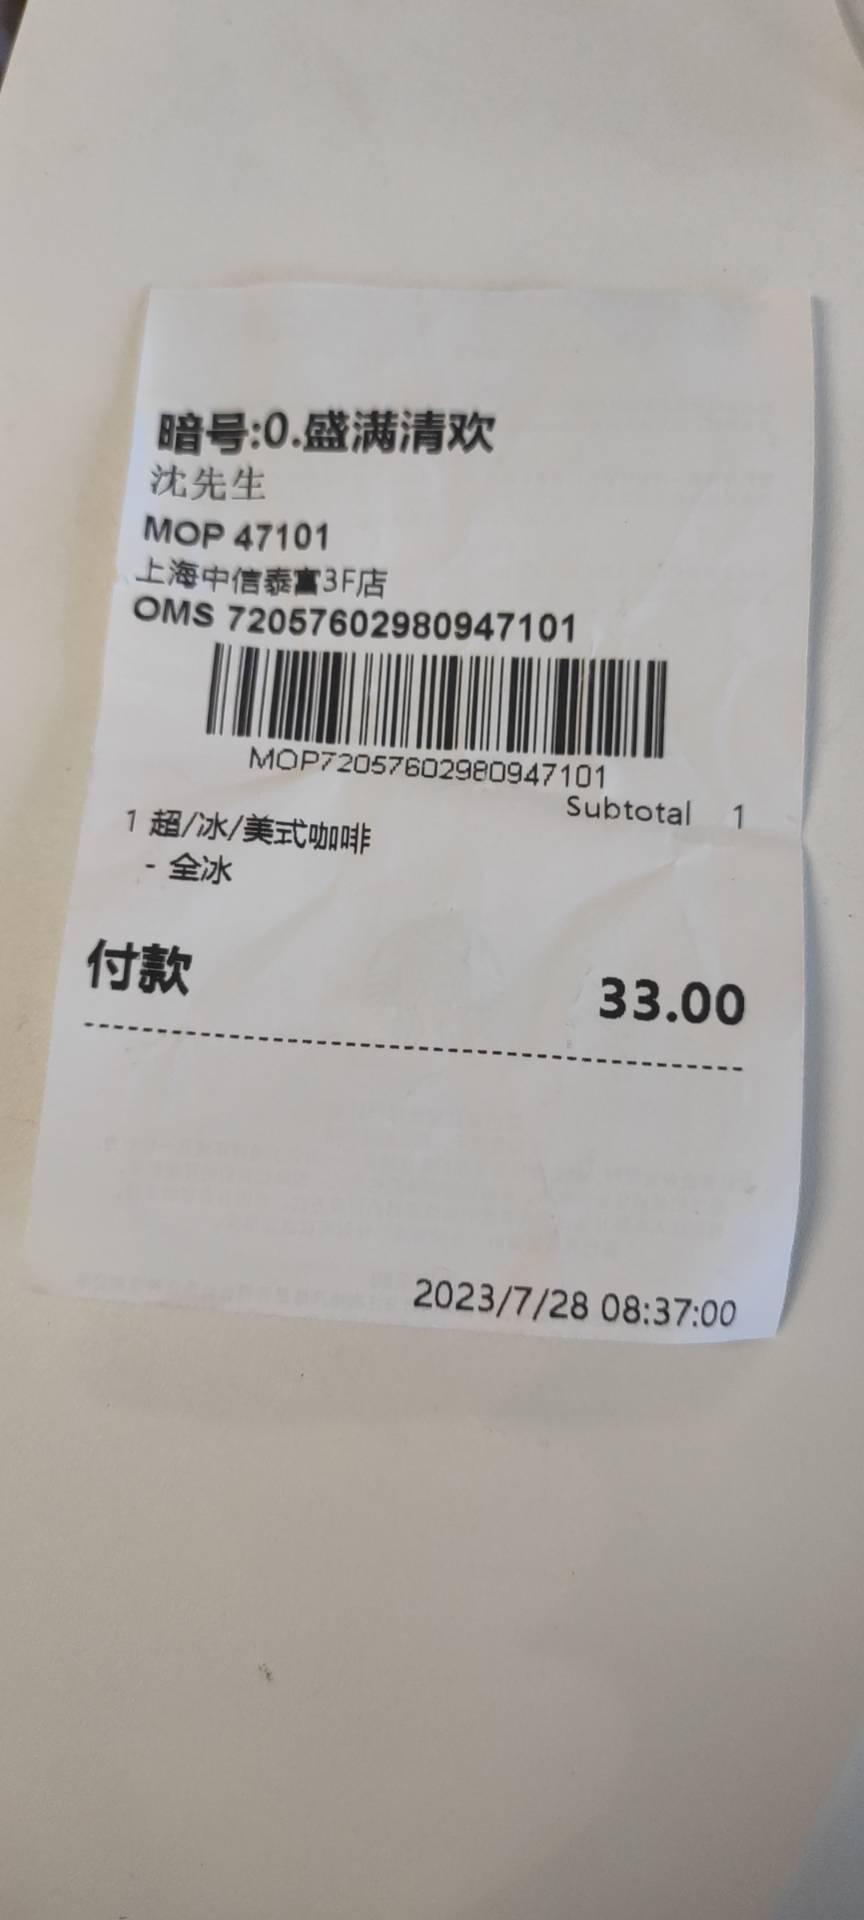 暗号:0.盛满清欢
沈先生
MOP 47101
上海中信泰富3F店
OMS 72057602980947101
MOP72057602980947101
Subtotal 1
1 超/冰/美式咖啡
- 全冰
付款 33.00
2023/7/28 08:37:00